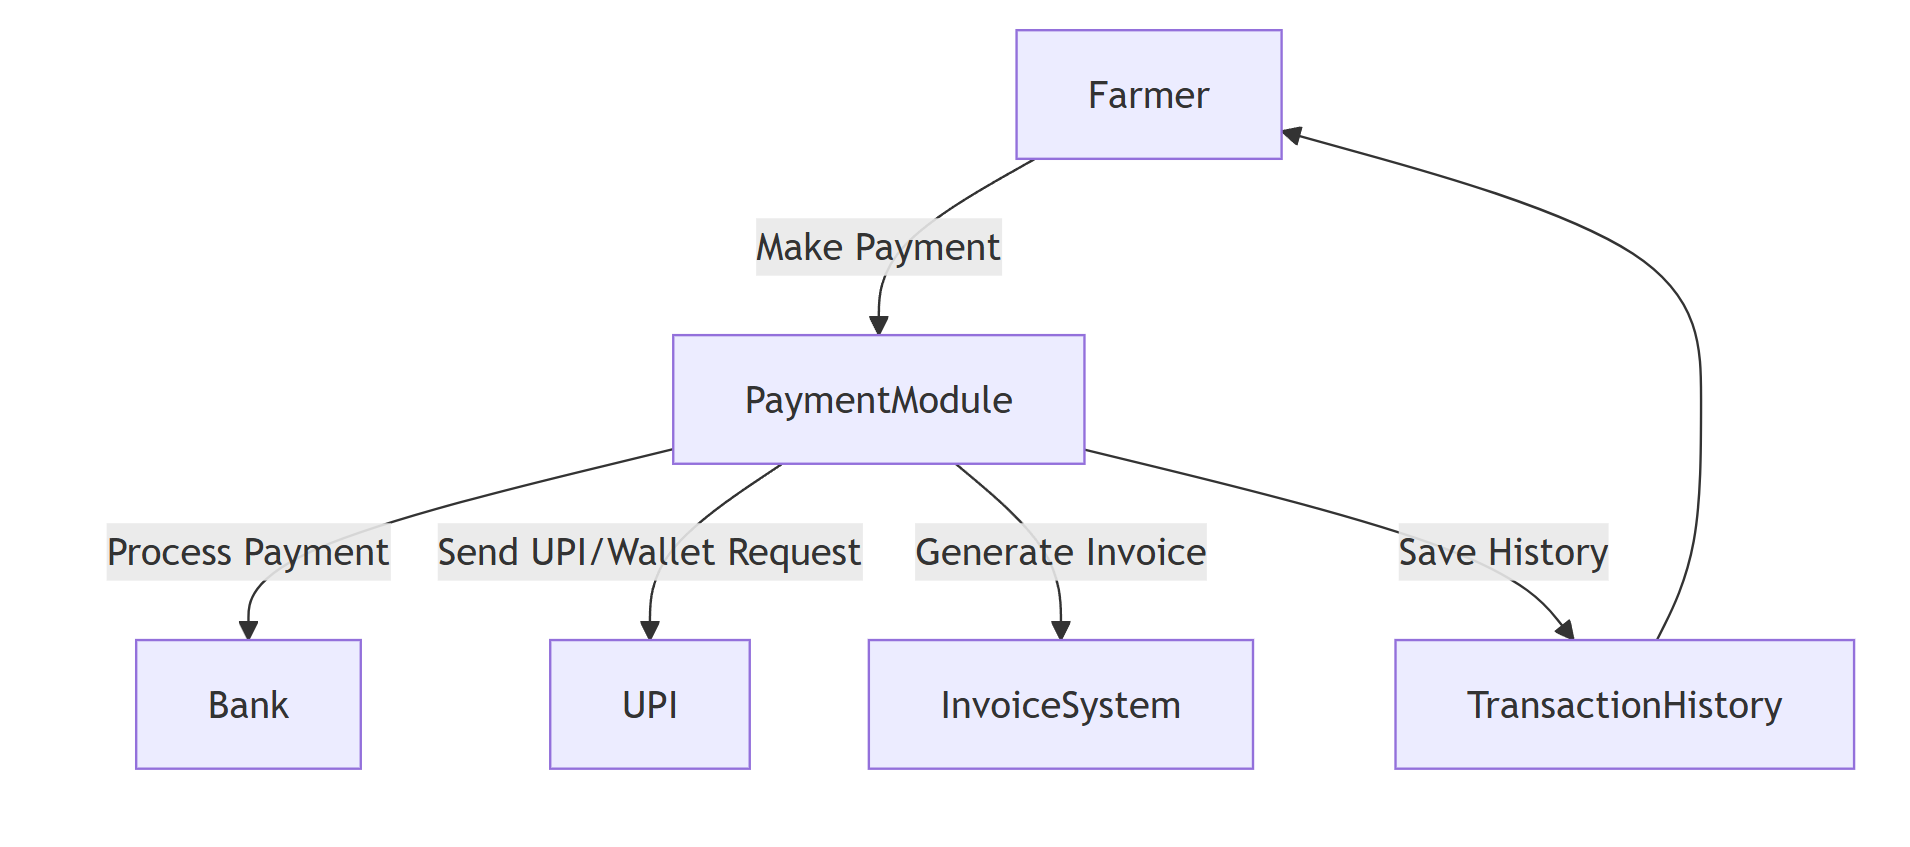 Farmer
Make Payment
PaymentModule
Process Payment
Send UPI/Wallet Request
Generate Invoice
Save History
Bank
UPI
InvoiceSystem
TransactionHistory